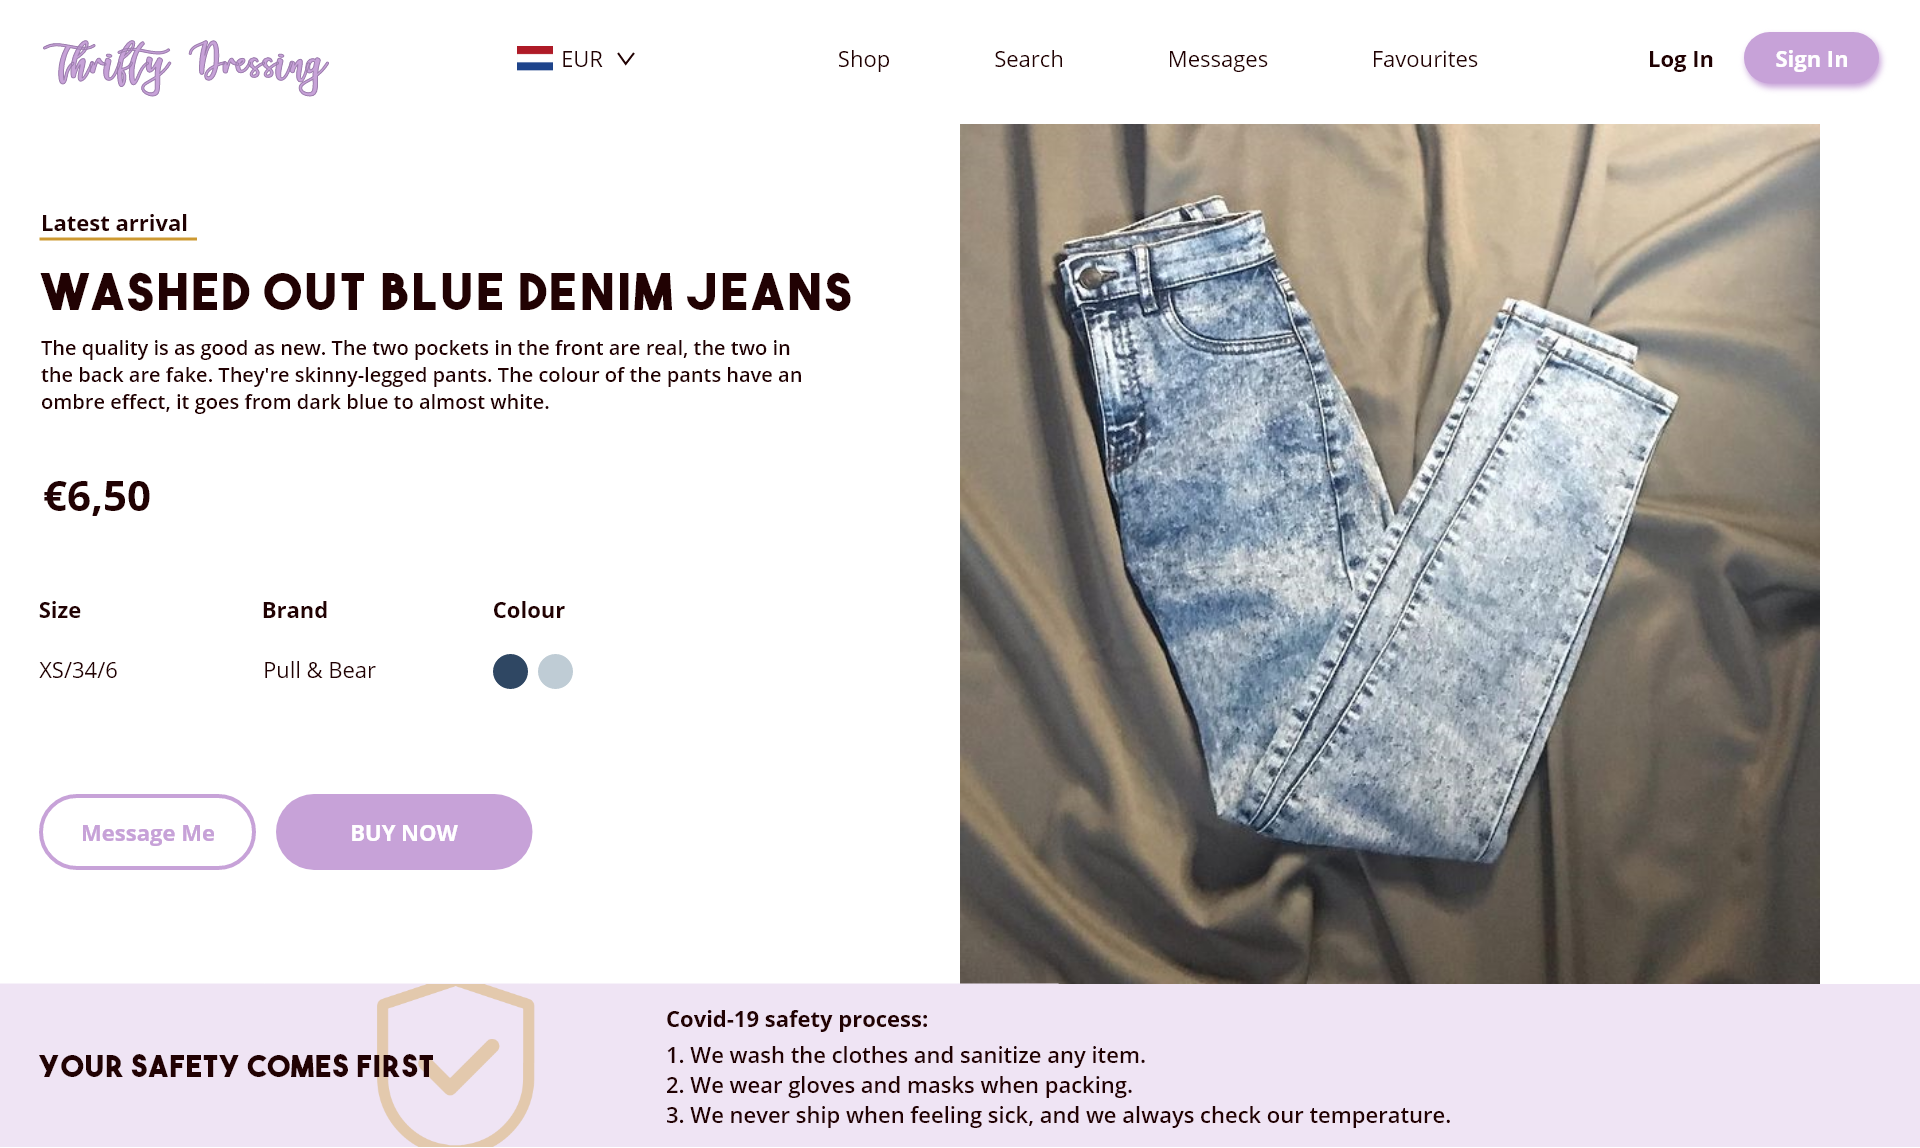 Thrifty Dressing
EUR
Shop
Search
Messages
Favourites
Log In
Sign In
Latest arrival
WASHED OUT BLUE DENIM JEANS
The quality is as good as new. The two pockets in the front are real, the two in
the back are fake. They're skinny-legged pants. The colour of the pants have an
ombre effect, it goes from dark blue to almost white.
€6,50
Size
Brand
Colour
XS/34/6
Pull & Bear
Message Me
BUY NOW
YOUR SAFETY COMES FIRST
Covid-19 safety process:
1. We wash the clothes and sanitize any item.
2. We wear gloves and masks when packing.
3. We never ship when feeling sick, and we always check our temperature.